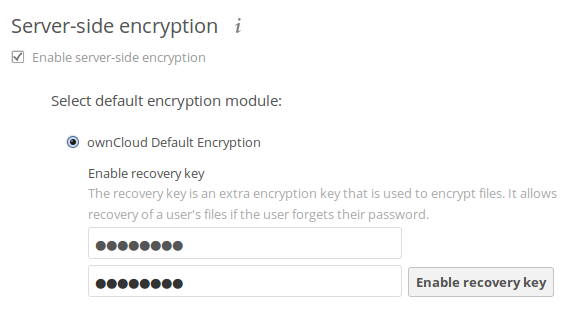 Server-side encryption i
Enable server-side encryption
Select default encryption module:
ownCloud Default Encryption
Enable recovery key
The recovery key is an extra encryption key that is used to encrypt files. It allows
recovery of a user's files if the user forgets their password.
●●●●●●●●
●●●●●●●● Enable recovery key